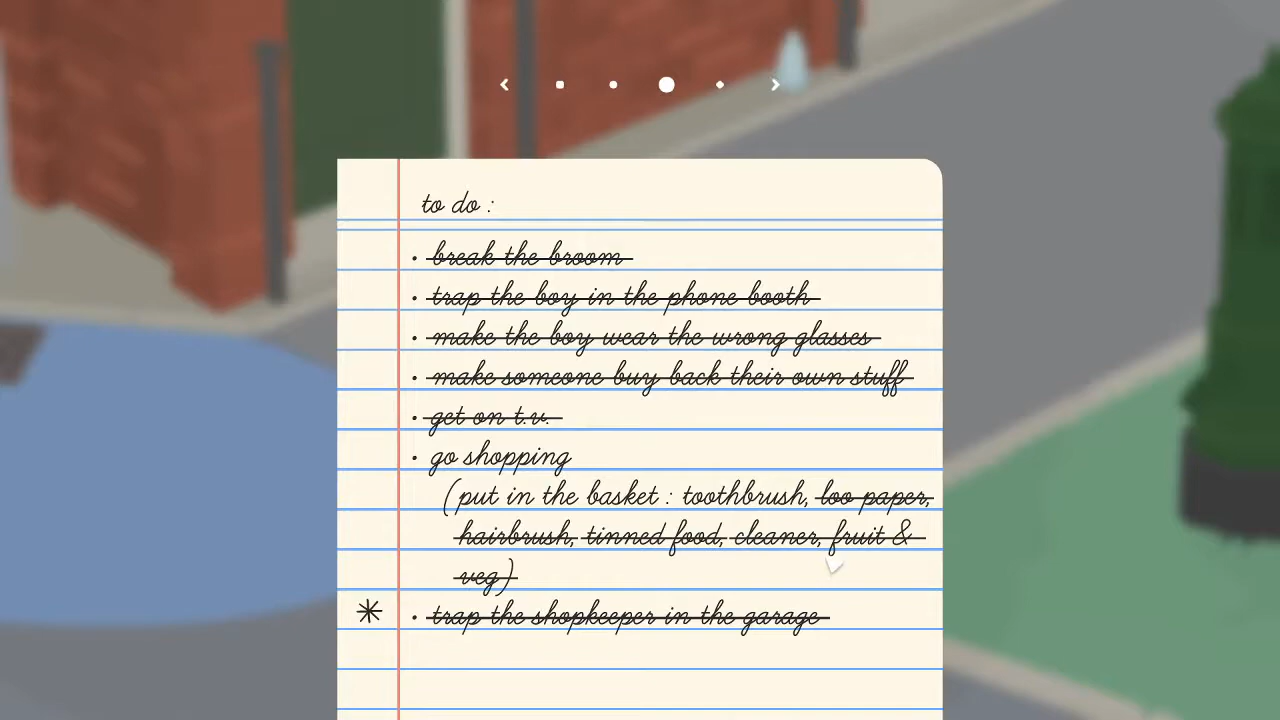 to do :
• break the broom
• trap the boy in the phone booth
• make the boy wear the wrong glasses
• make someone buy back their own stuff
• get on t.v.
• go shopping
(put in the basket : toothbrush, loo paper,
hairbrush, tinned food, cleaner, fruit &
veg)
• trap the shopkeeper in the garage